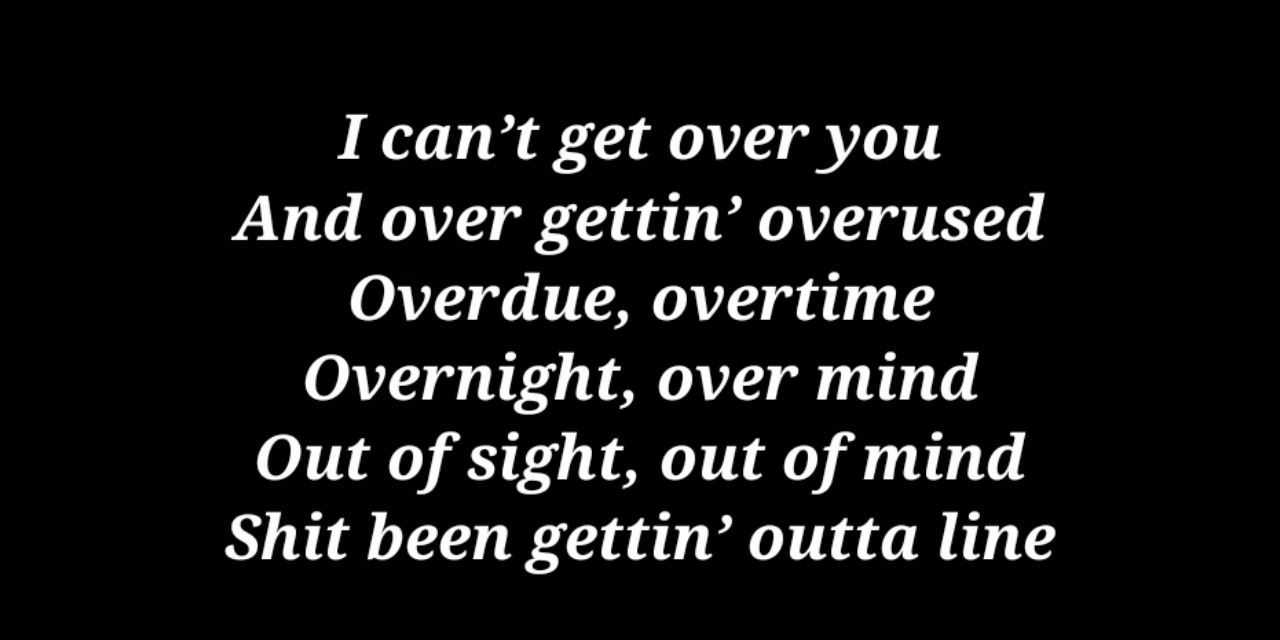 I can’t get over you
And over gettin’ overused
Overdue, overtime
Overnight, over mind
Out of sight, out of mind
Shit been gettin’ outta line